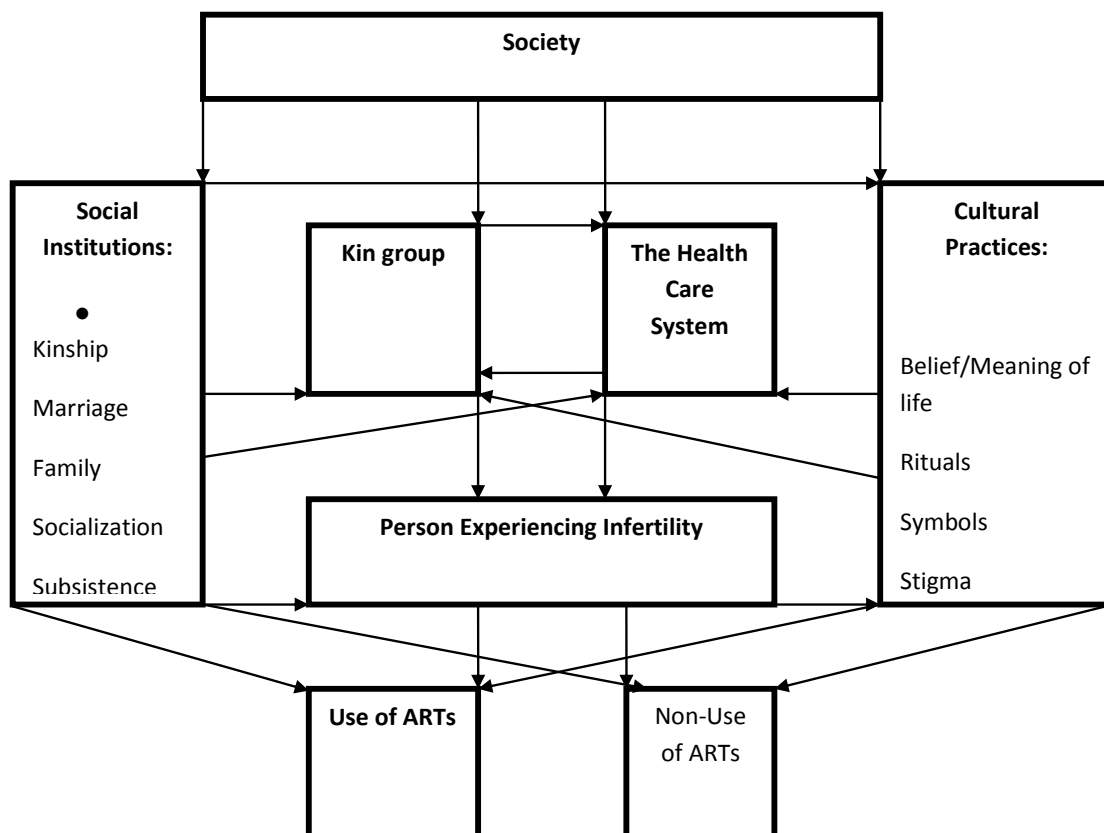 Society
Social
Institutions:
●
Kinship
Marriage
Family
Socialization
Subsistence
Kin group
The Health
Care
System
Cultural
Practices:
Belief/Meaning of
life
Rituals
Symbols
Stigma
Person Experiencing Infertility
Use of ARTs
Non-Use
of ARTs